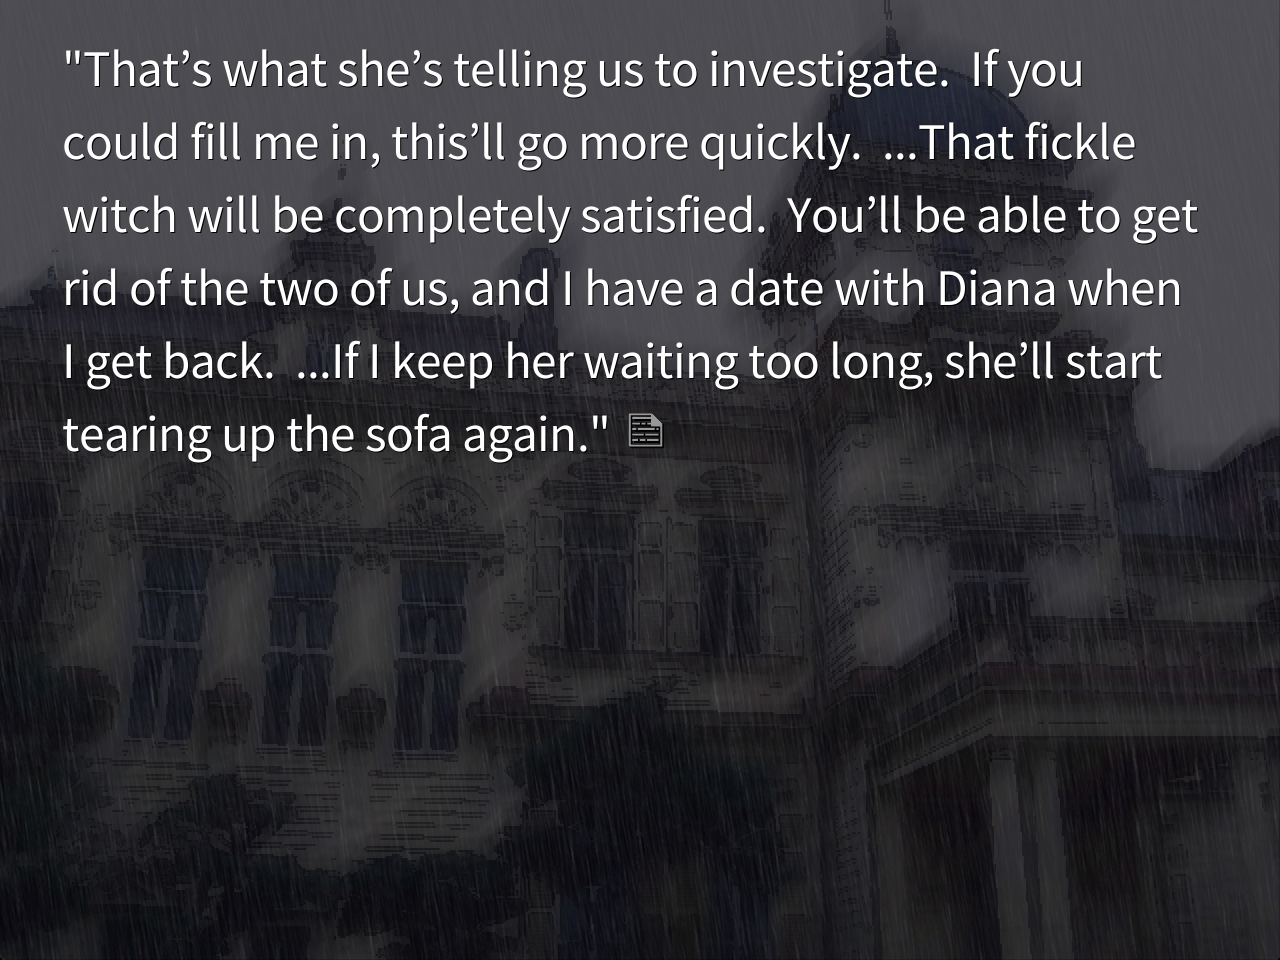 "That’s what she’s telling us to investigate.  If you
could fill me in, this’ll go more quickly.  ...That fickle
witch will be completely satisfied.  You’ll be able to get
rid of the two of us, and I have a date with Diana when
I get back.  ...If I keep her waiting too long, she’ll start
tearing up the sofa again."